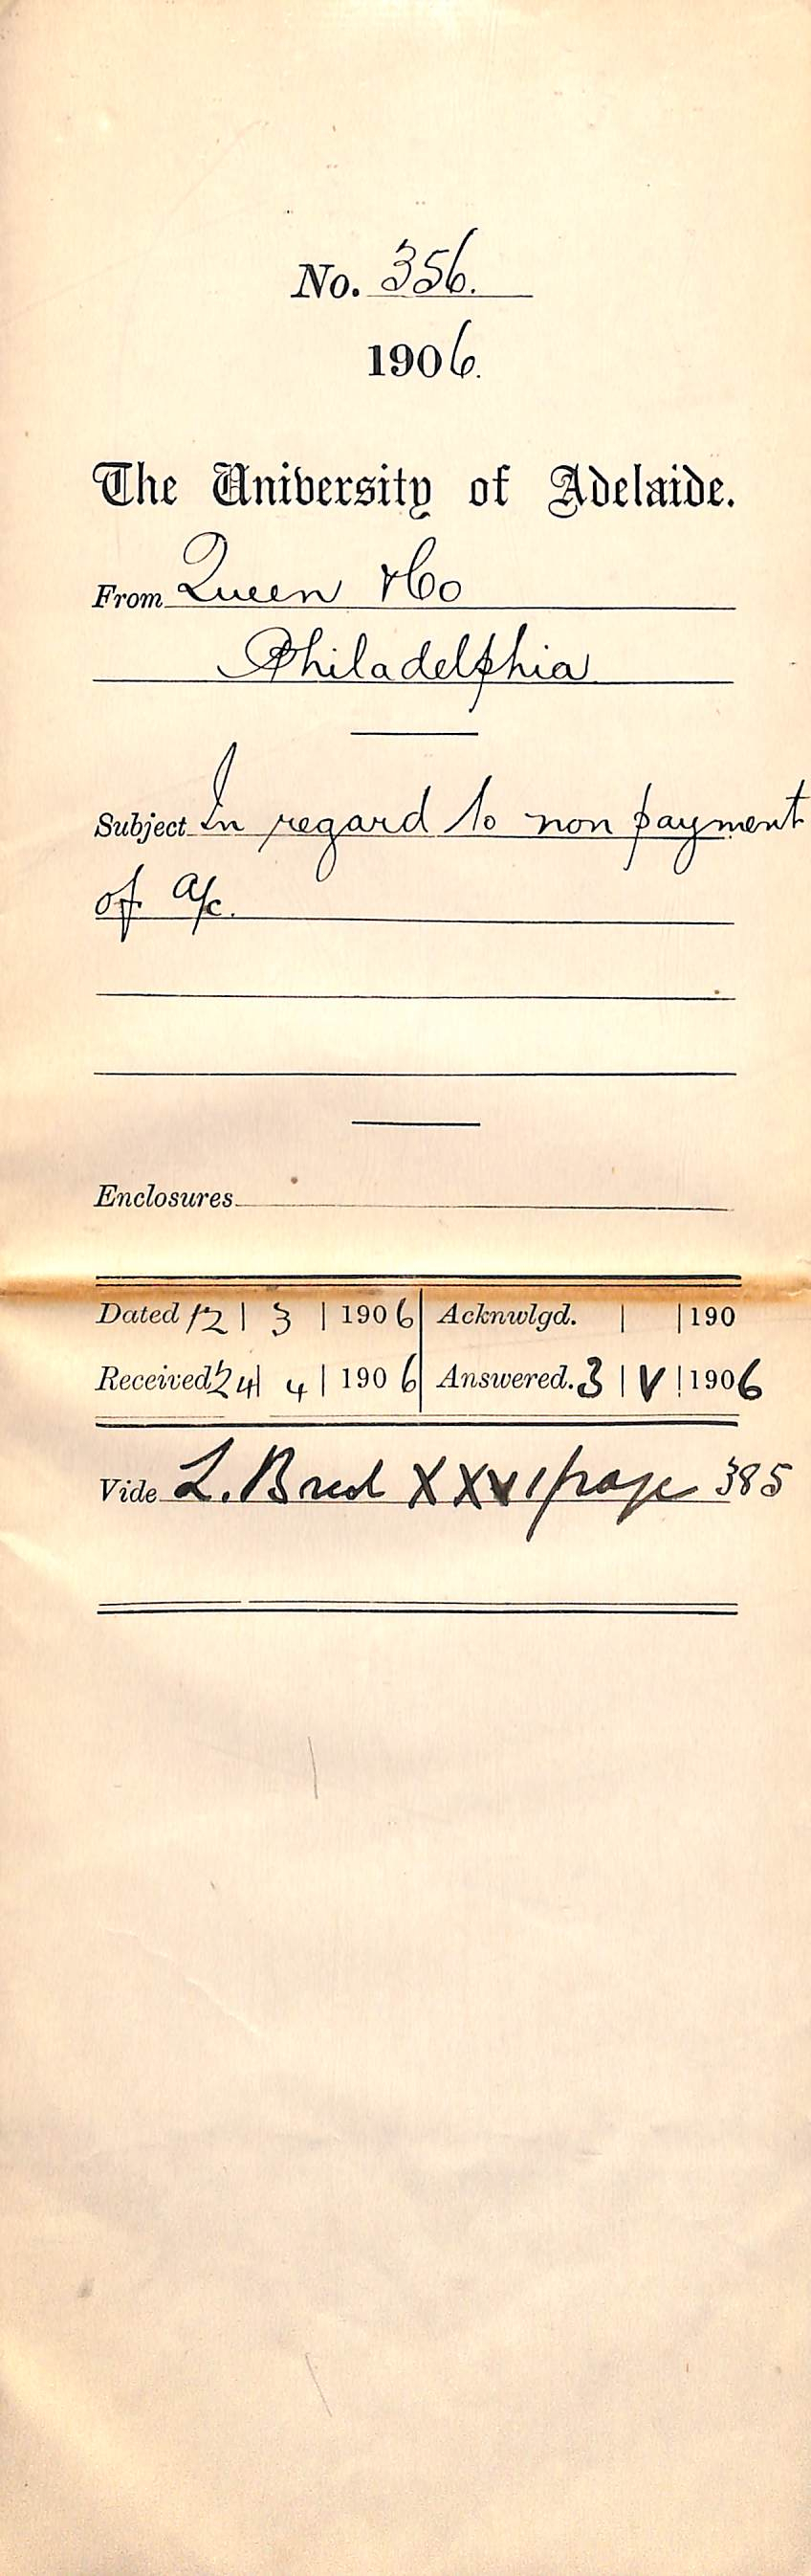 No. 356.
1906.
The University of Adelaide.
From Queen & Co
Philadelphia
Subject In regard to non payment
of a/c.
Enclosures
Dated 12 | 3 | 1906 Acknwlgd. | | 190
Received 24 | 4 | 1906 Answered. 3 | V | 1906
Vide L. XXVI page 385